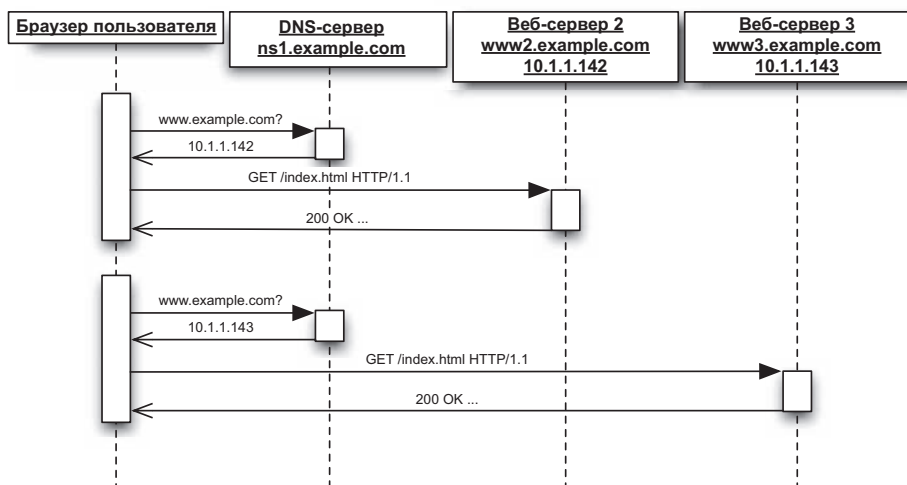 Браузер пользователя
DNS-сервер
ns1.example.com
Веб-сервер 2
www2.example.com
10.1.1.142
Веб-сервер 3
www3.example.com
10.1.1.143
www.example.com?
10.1.1.142
GET /index.html HTTP/1.1
200 OK ...
www.example.com?
10.1.1.143
GET /index.html HTTP/1.1
200 OK ...